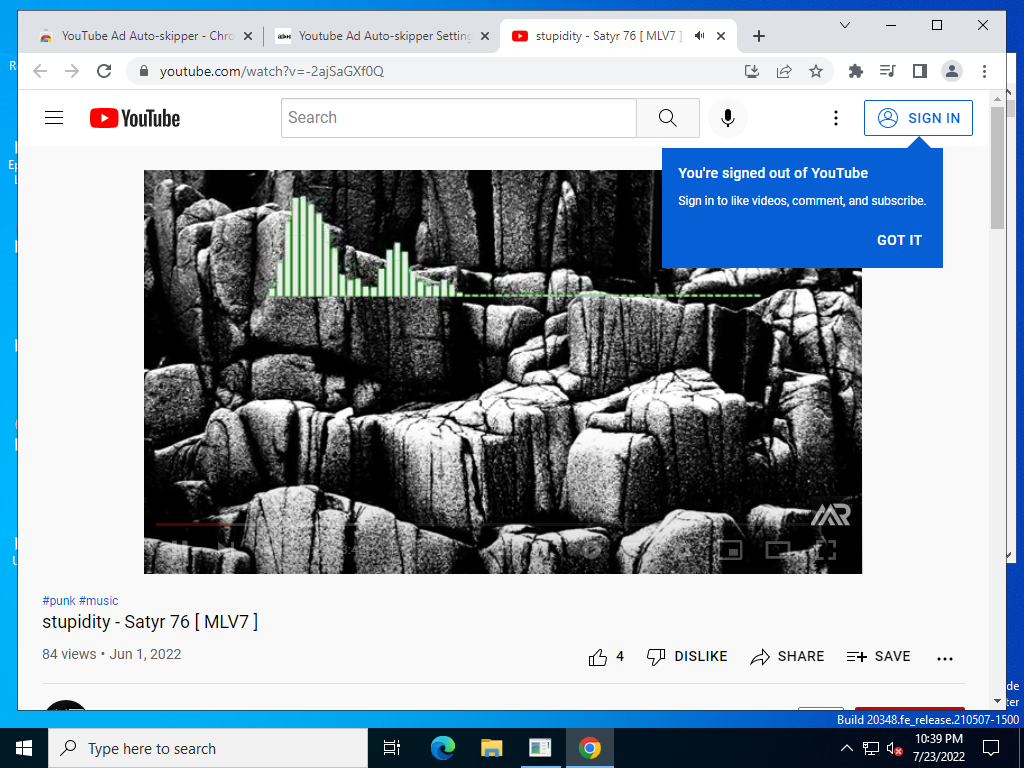 YouTube Ad Auto-skipper - Chro
Youtube Ad Auto-skipper Setting
stupidity - Satyr 76 [ MLV7 ]
youtube.com/watch?v=-2ajSaGXf0Q
YouTube
Search
SIGN IN
You're signed out of YouTube
Sign in to like videos, comment, and subscribe.
GOT IT
MR
#punk #music
stupidity - Satyr 76 [ MLV7 ]
84 views • Jun 1, 2022
4
DISLIKE
SHARE
SAVE
Build 20348.fe_release.210507-1500
Type here to search
10:39 PM
7/23/2022